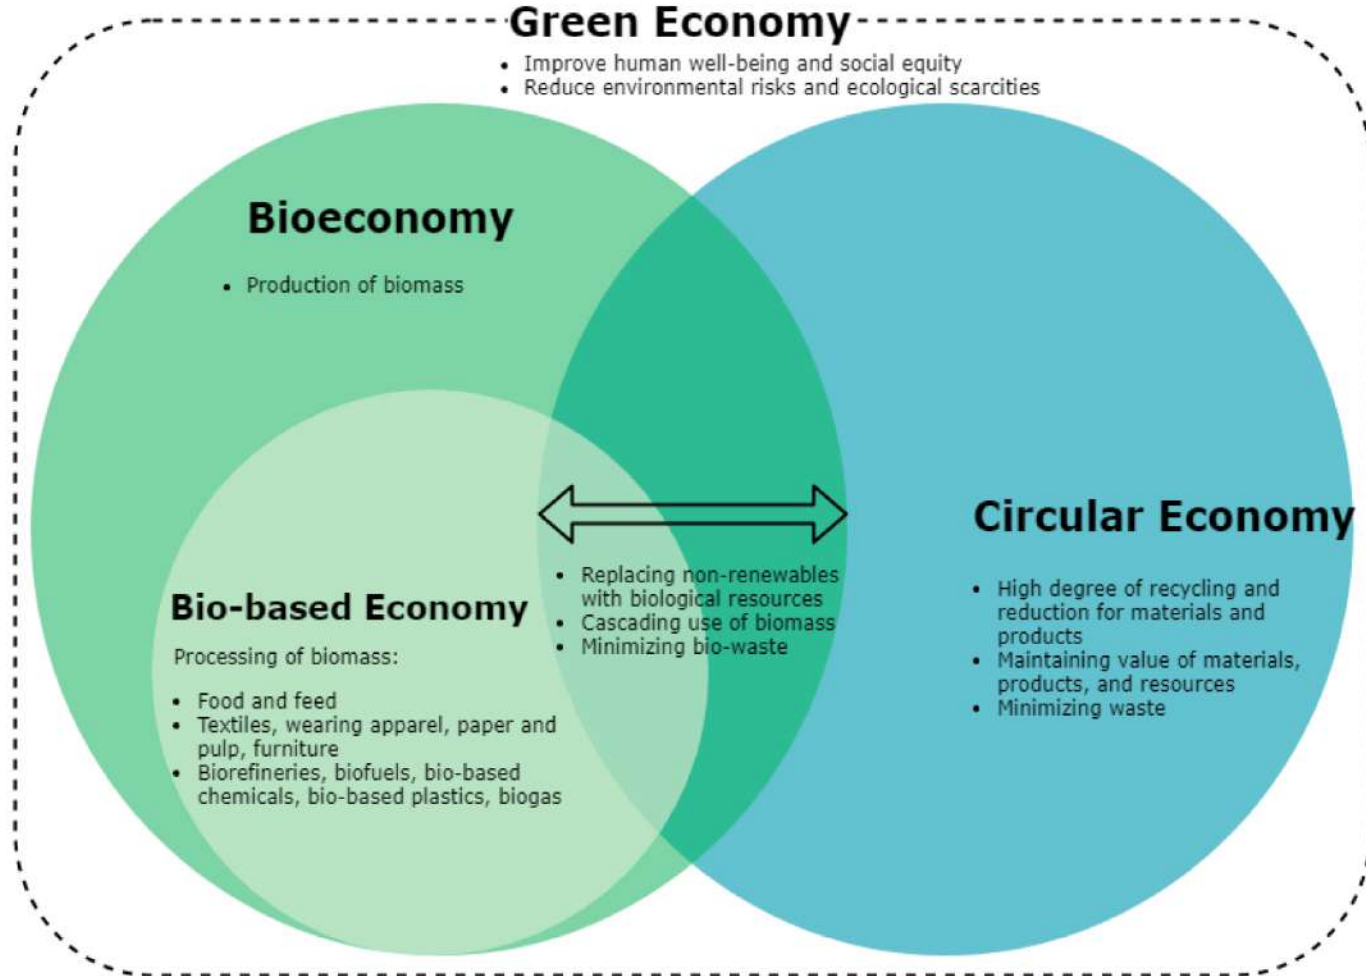 Green Economy
• Improve human well-being and social equity
• Reduce environmental risks and ecological scarcities
Bioeconomy
• Production of biomass
Bio-based Economy
Processing of biomass:
• Food and feed
• Textiles, wearing apparel, paper and
pulp, furniture
• Biorefineries, biofuels, bio-based
chemicals, bio-based plastics, biogas
• Replacing non-renewables
with biological resources
• Cascading use of biomass
• Minimizing bio-waste
Circular Economy
• High degree of recycling and
reduction for materials and
products
• Maintaining value of materials,
products, and resources
• Minimizing waste